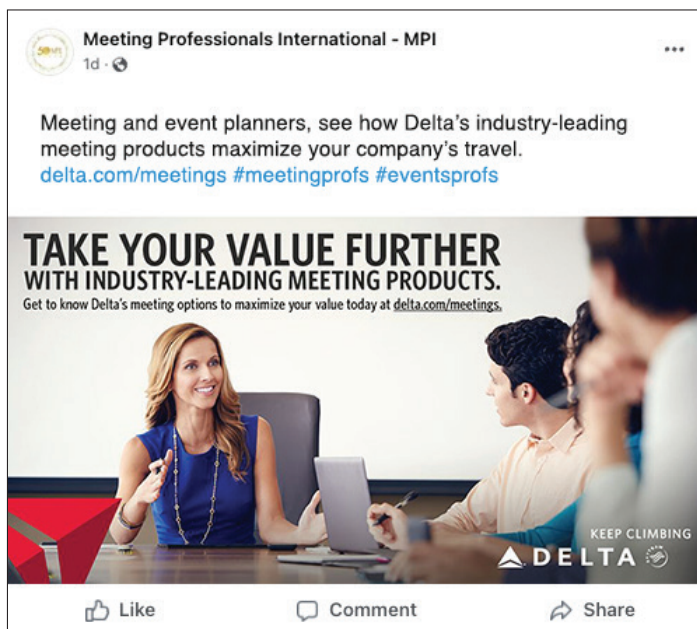 Meeting Professionals International - MPI
1d ·
Meeting and event planners, see how Delta's industry-leading
meeting products maximize your company's travel.
delta.com/meetings #meetingprofs #eventsprofs
TAKE YOUR VALUE FURTHER
WITH INDUSTRY-LEADING MEETING PRODUCTS.
Get to know Delta's meeting options to maximize your value today at delta.com/meetings.
KEEP CLIMBING
DELTA
Like Comment Share